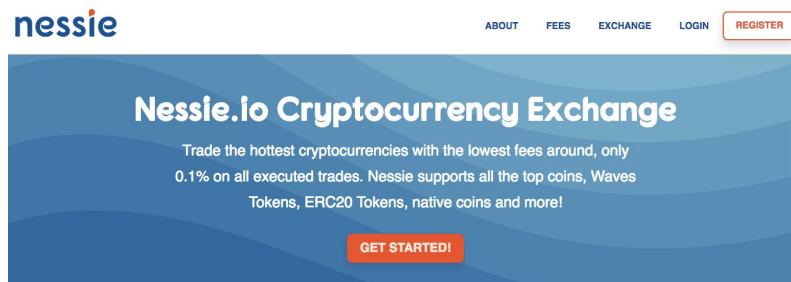 nessie
ABOUT FEES EXCHANGE LOGIN REGISTER
Nessie.io Cryptocurrency Exchange
Trade the hottest cryptocurrencies with the lowest fees around, only
0.1% on all executed trades. Nessie supports all the top coins, Waves
Tokens, ERC20 Tokens, native coins and more!
GET STARTED!